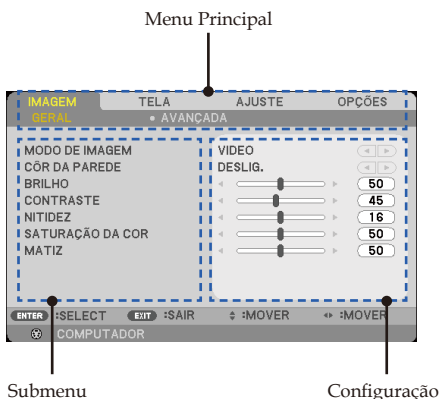 Menu Principal
IMAGEM TELA AJUSTE OPÇÕES
GERAL • AVANÇADA
MODO DE IMAGEM VIDEO
CÔR DA PAREDE DESLIG.
BRILHO 50
CONTRASTE 45
NITIDEZ 16
SATURAÇÃO DA COR 50
MATIZ 50
ENTER :SELECT EXIT :SAIR :MOVER :MOVER
COMPUTADOR
Submenu Configuração